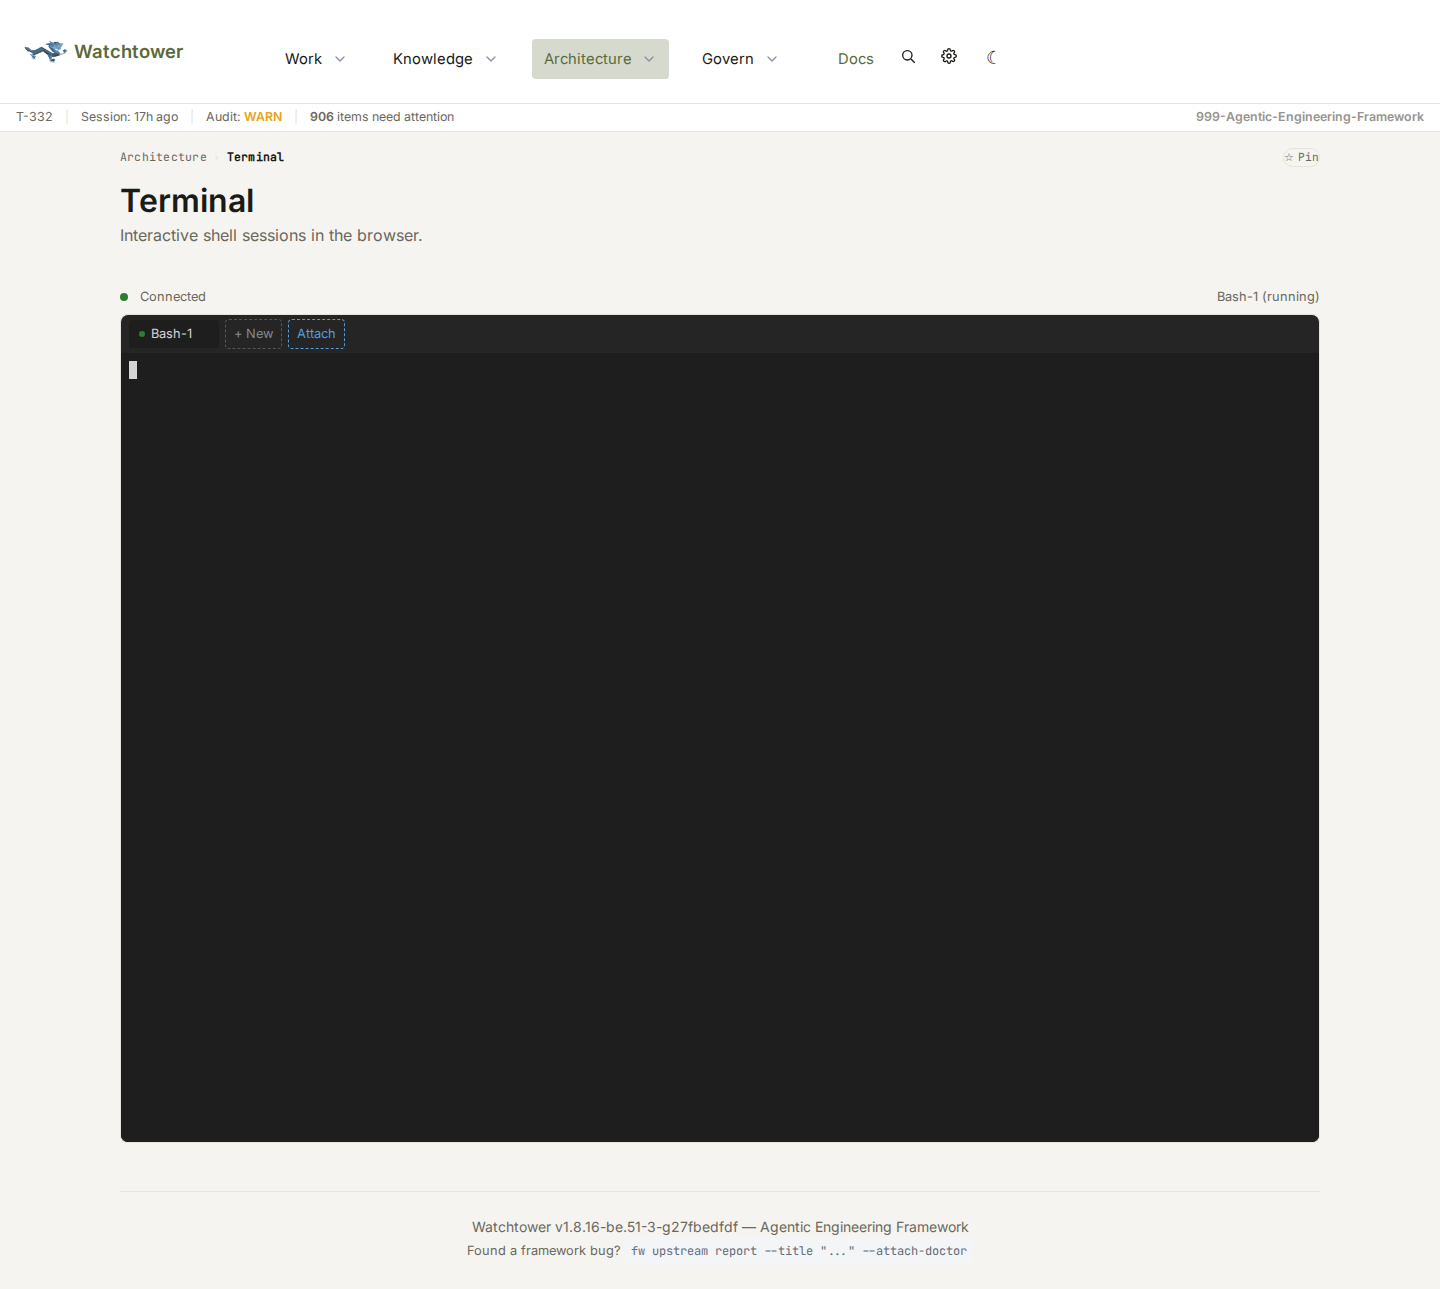 Watchtower
Work
Knowledge
Architecture
Govern
Docs
T-332
Session: 17h ago
Audit: WARN
906 items need attention
999-Agentic-Engineering-Framework
Architecture › Terminal
☆ Pin
Terminal
Interactive shell sessions in the browser.
Connected
Bash-1 (running)
Bash-1
+ New
Attach
Watchtower v1.8.16-be.51-3-g27fbedfdf — Agentic Engineering Framework
Found a framework bug? fw upstream report --title "..." --attach-doctor